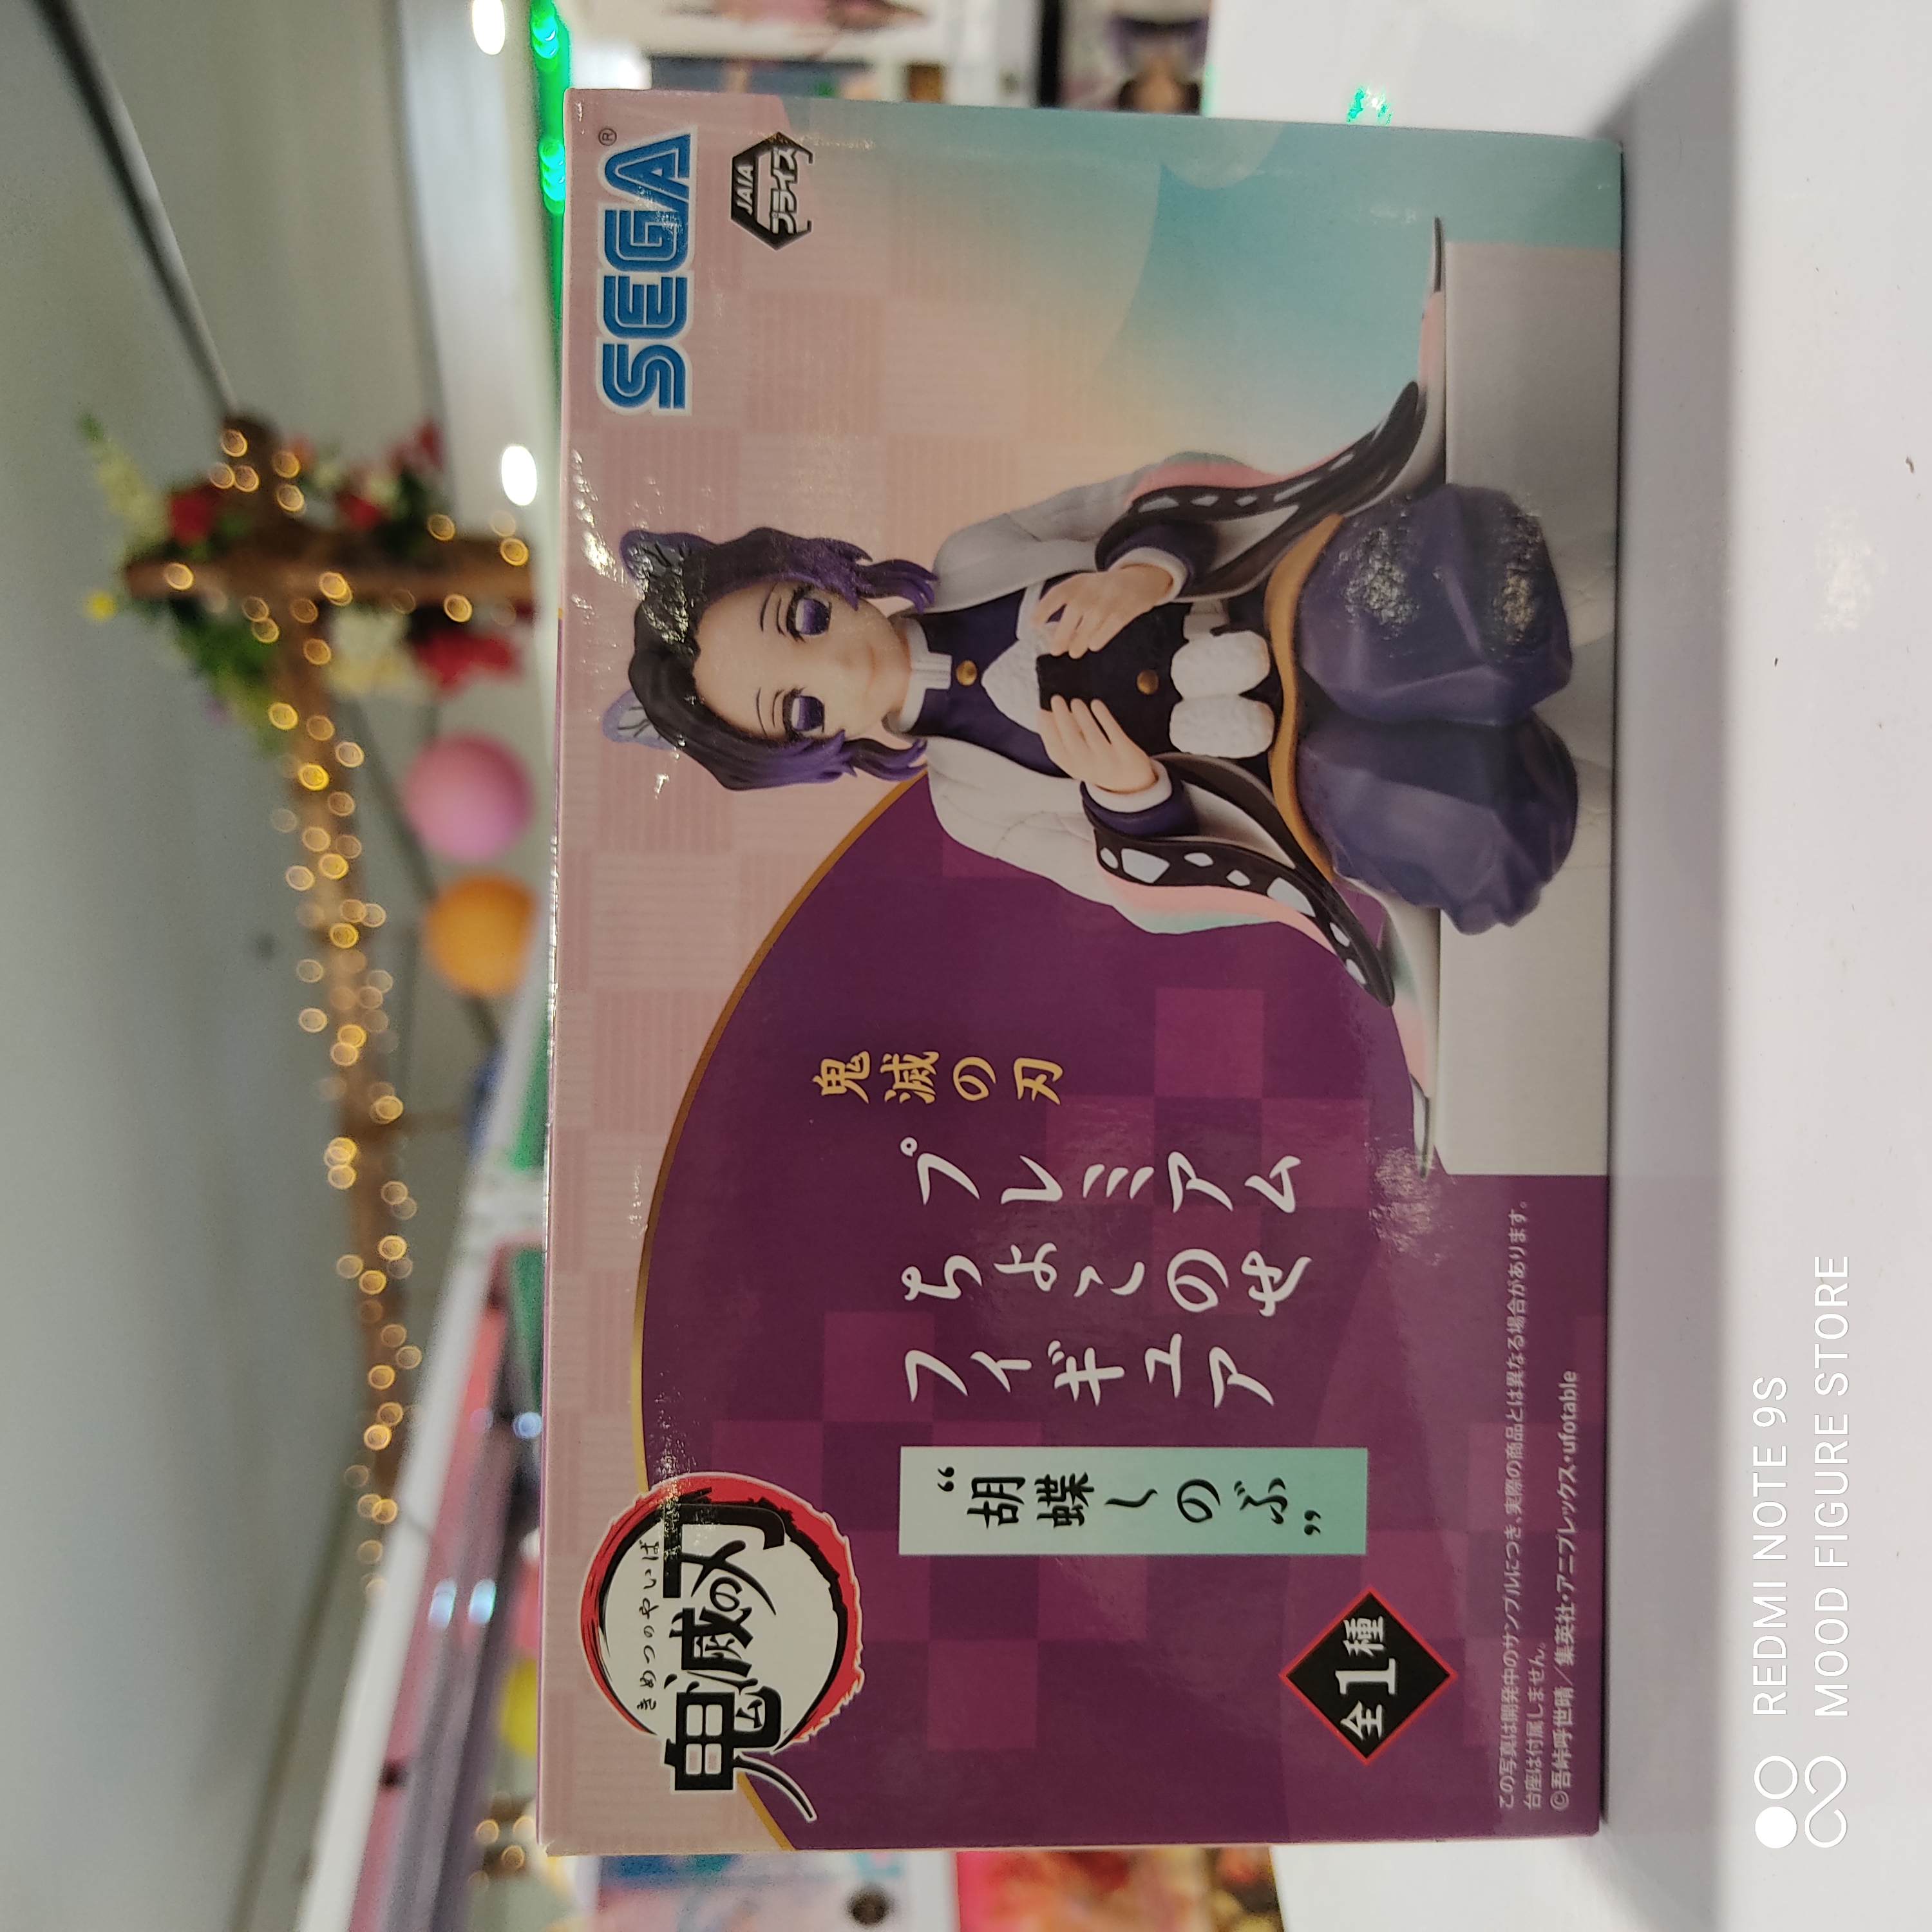 SEGA®
JAIA
プライズ
きめつのやいば
鬼滅の刃
鬼滅の刃
プレミアム
ちょこのせ
フィギュア
“胡蝶しのぶ”
全1種
この写真は開発中のサンプルにつき、実際の商品とは異なる場合があります。
台座は付属しません。
©吾峠呼世晴／集英社・アニプレックス・ufotable
REDMI NOTE 9S
MOOD FIGURE STORE